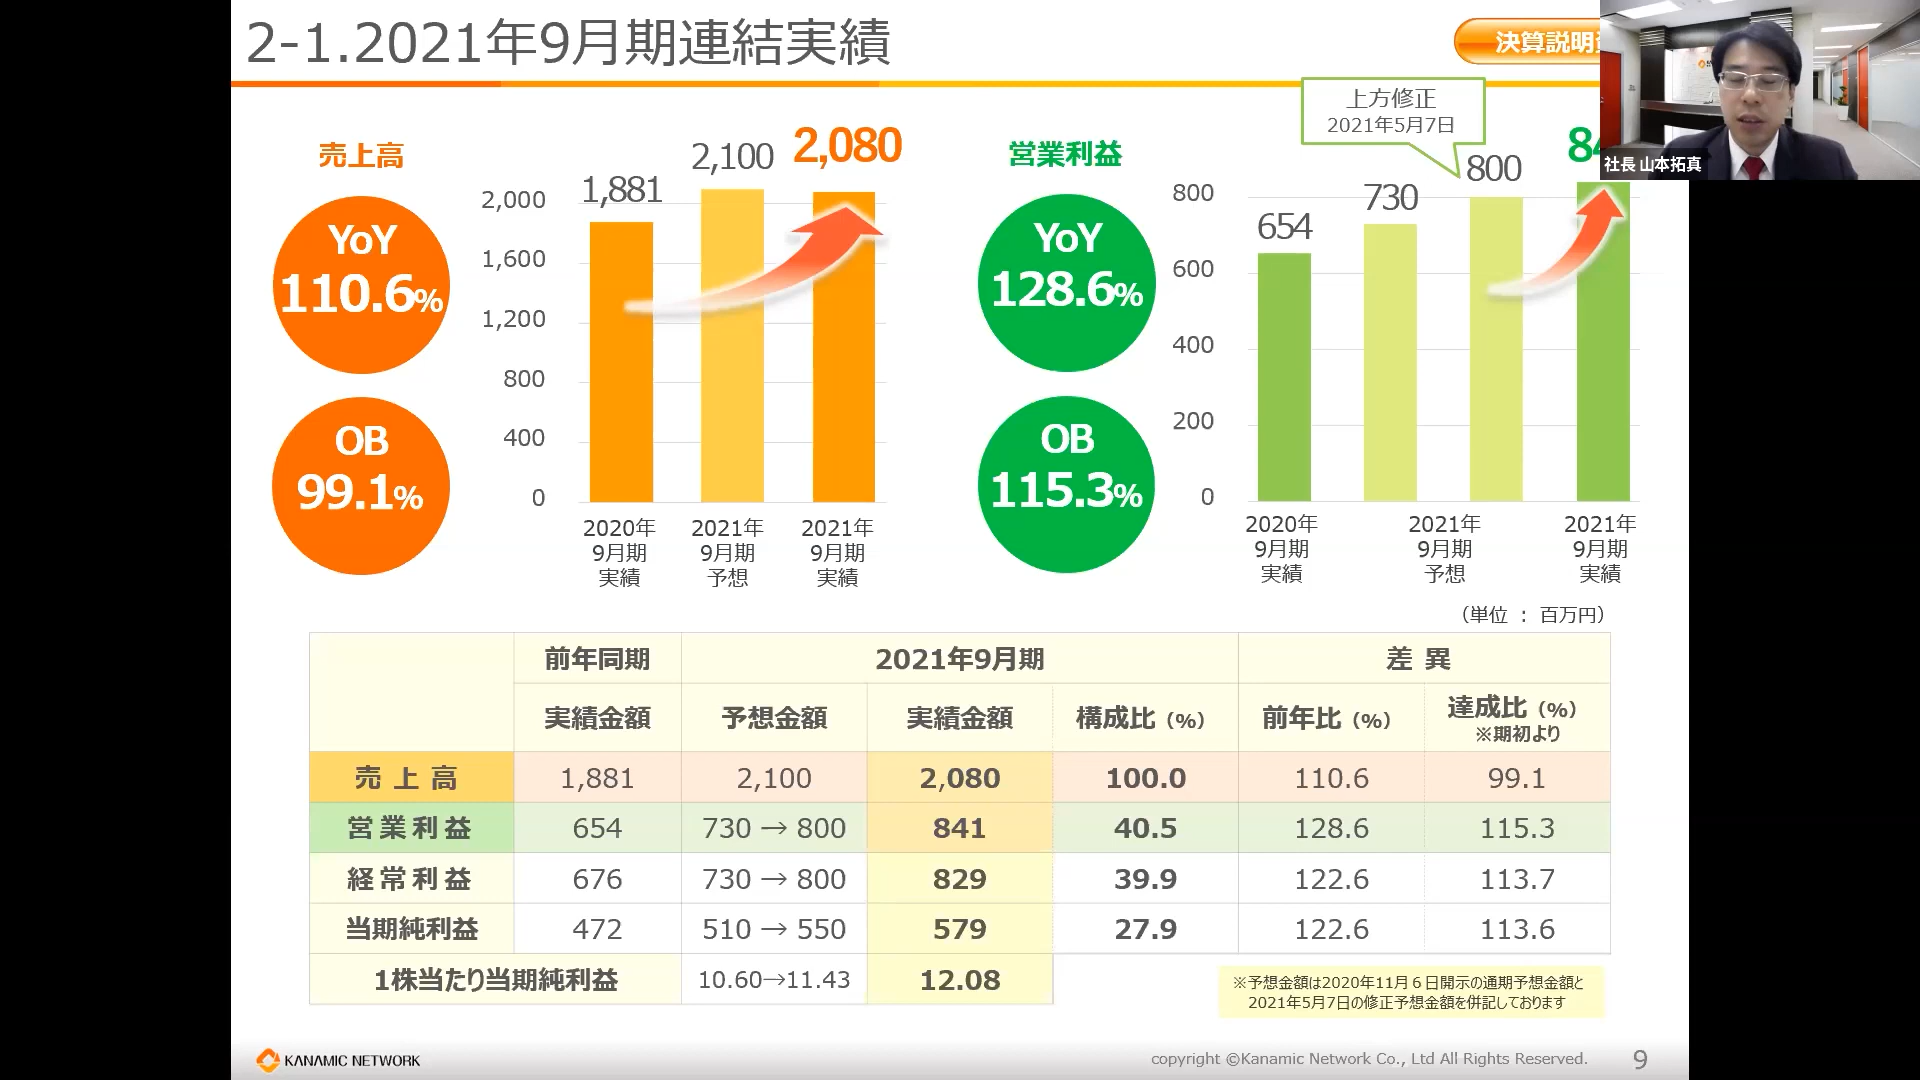 2-1.2021年9月期連結実績
決算説明
社長 山本拓真
売上高
YoY
110.6%
OB
99.1%
2,000
1,600
1,200
800
400
0
1,881
2,100
2,080
2020年
9月期
実績
2021年
9月期
予想
2021年
9月期
実績
営業利益
YoY
128.6%
OB
115.3%
上方修正
2021年5月7日
800
600
400
200
0
654
730
800
84
2020年
9月期
実績
2021年
9月期
予想
2021年
9月期
実績
（単位 ： 百万円）
前年同期 2021年9月期 差 異
実績金額 予想金額 実績金額 構成比（%） 前年比（%） 達成比（%）
※期初より
売 上 高 1,881 2,100 2,080 100.0 110.6 99.1
営 業 利 益 654 730 → 800 841 40.5 128.6 115.3
経 常 利 益 676 730 → 800 829 39.9 122.6 113.7
当期純利益 472 510 → 550 579 27.9 122.6 113.6
1株当たり当期純利益 10.60→11.43 12.08
※予想金額は2020年11月６日開示の通期予想金額と
2021年5月7日の修正予想金額を併記しております
KANAMIC NETWORK
copyright ©Kanamic Network Co., Ltd All Rights Reserved.
9